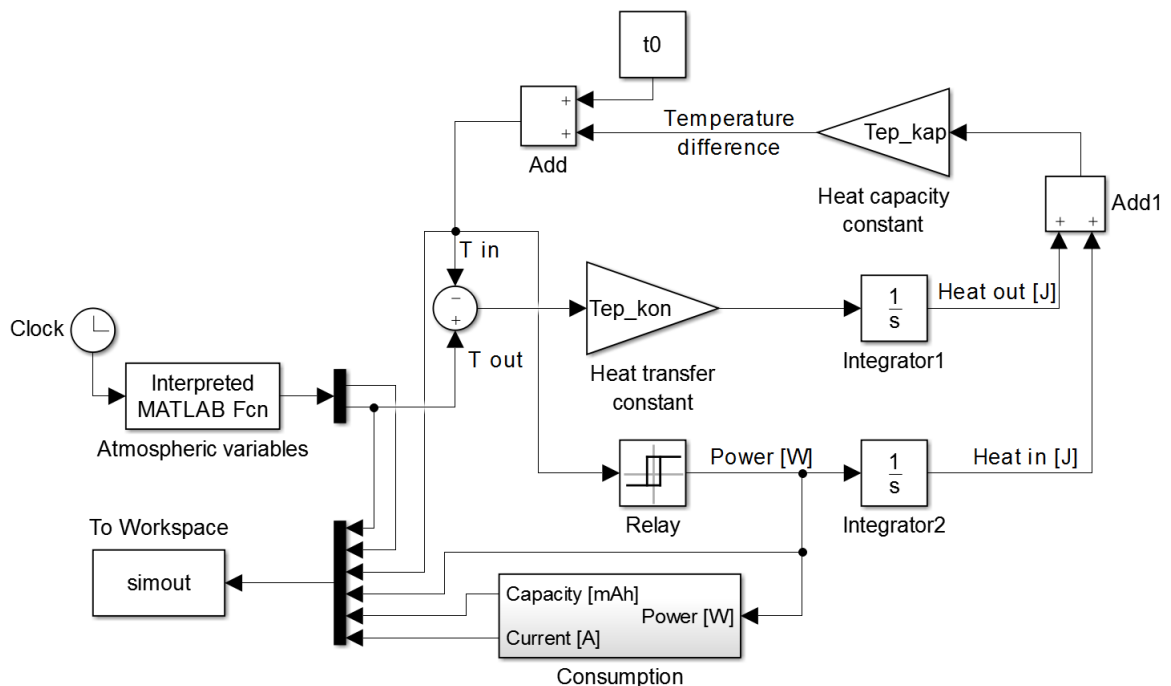 t0
+
+
Add
Temperature
difference
Tep_kap
Heat capacity
constant
+ +
Add1
T in
−
+
T out
Tep_kon
Heat transfer
constant
1
s
Integrator1
Heat out [J]
Clock
Interpreted
MATLAB Fcn
Atmospheric variables
Relay
Power [W]
1
s
Integrator2
Heat in [J]
To Workspace
simout
Capacity [mAh]
Power [W]
Current [A]
Consumption